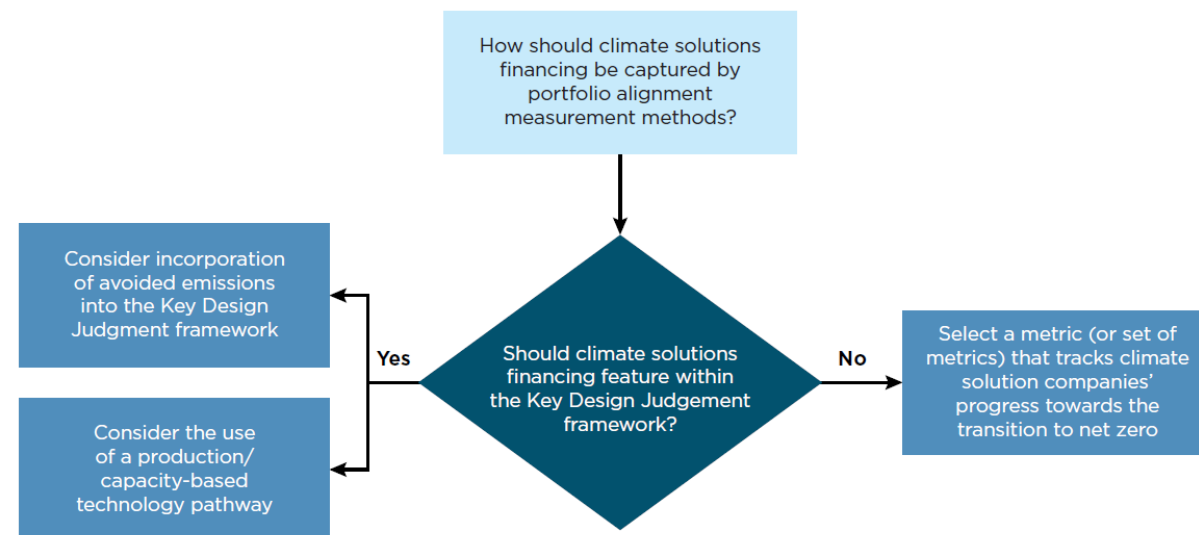 How should climate solutions
financing be captured by
portfolio alignment
measurement methods?
Consider incorporation
of avoided emissions
into the Key Design
Judgment framework
Yes
Should climate solutions
financing feature within
the Key Design Judgement
framework?
No
Select a metric (or set of
metrics) that tracks climate
solution companies’
progress towards the
transition to net zero
Consider the use
of a production/
capacity-based
technology pathway